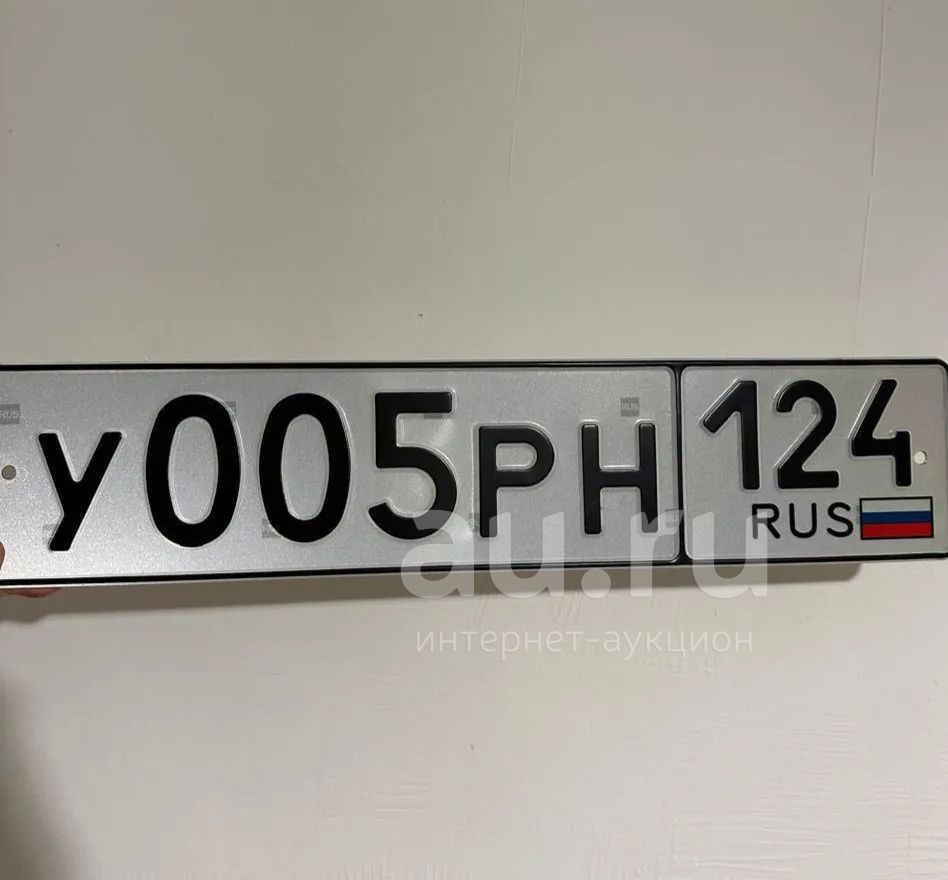 У005РН 124
RUS
au.ru
интернет-аукцион